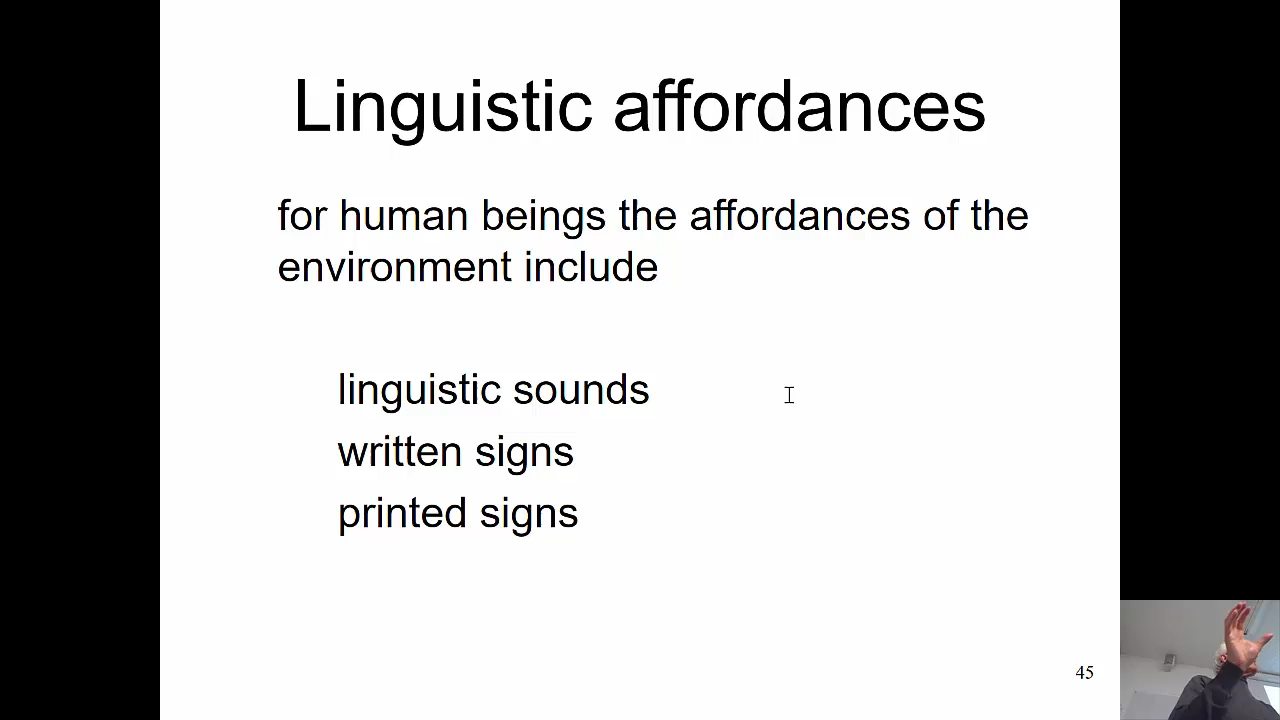 Linguistic affordances
for human beings the affordances of the
environment include
linguistic sounds
written signs
printed signs
45